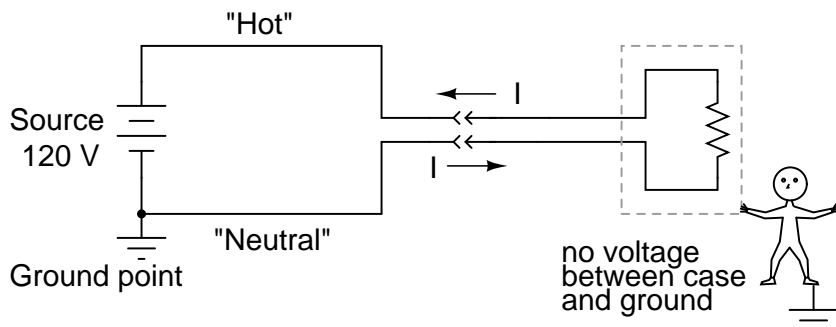 "Hot"
I
Source
120 V
I
"Neutral"
Ground point
no voltage
between case
and ground